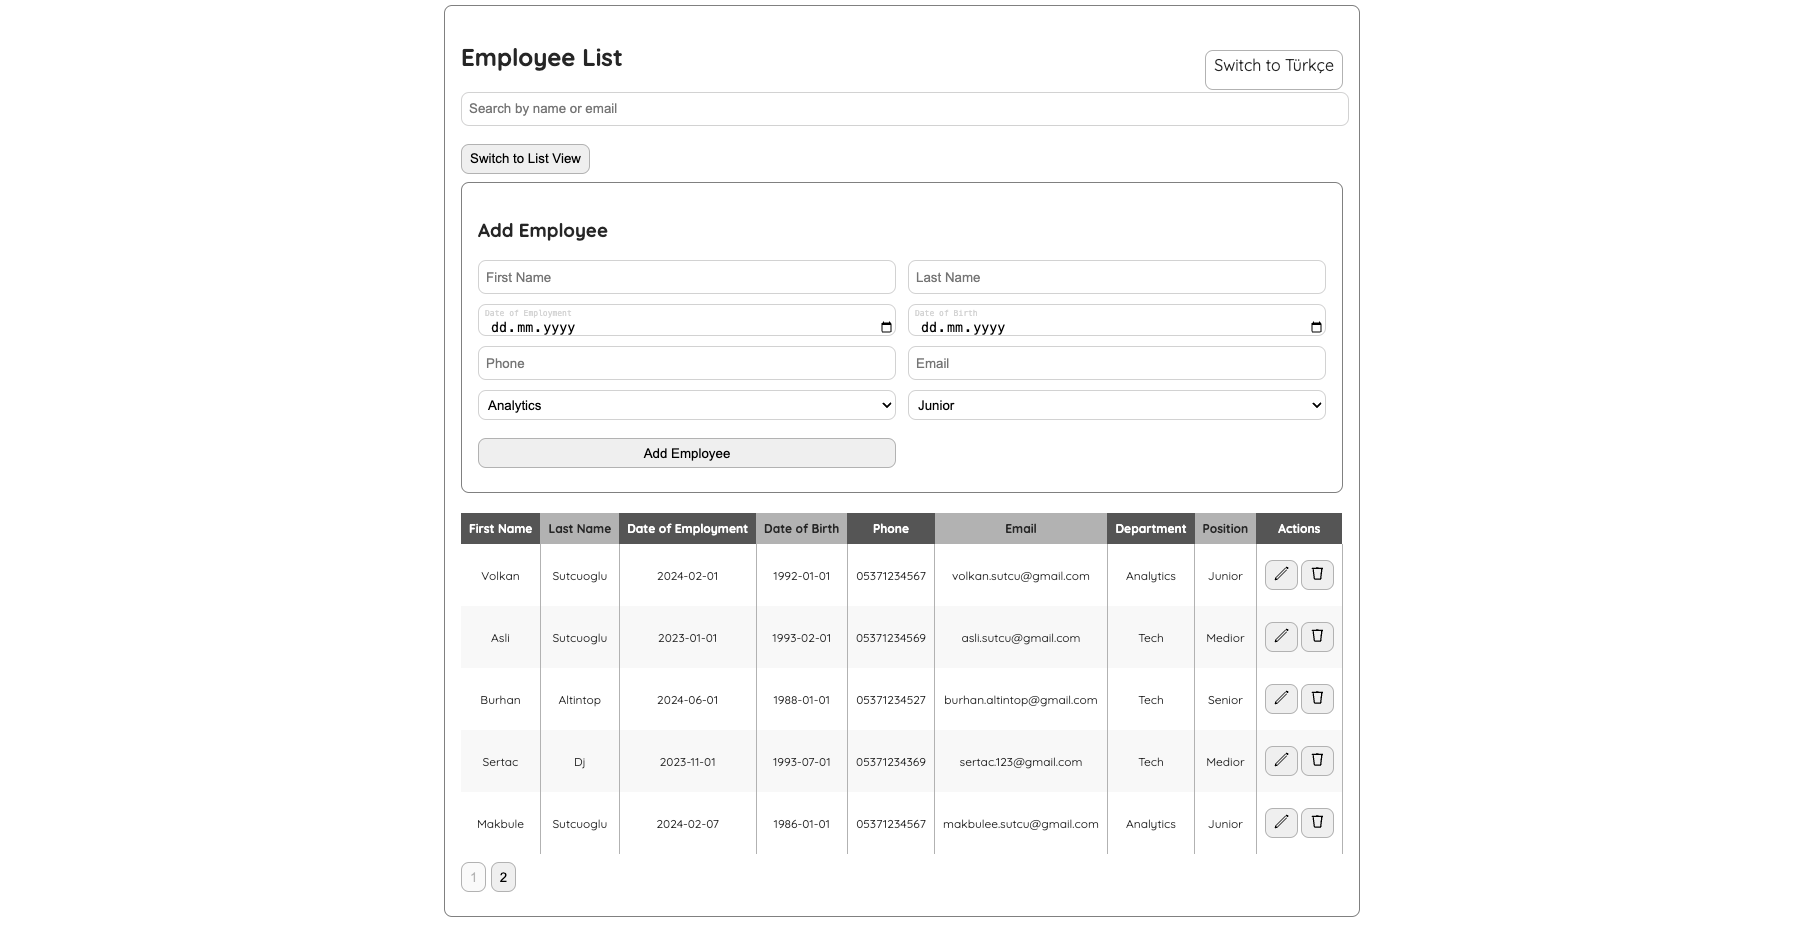 Employee List
Switch to Türkçe
Search by name or email
Switch to List View
Add Employee
First Name Last Name
Date of Employment Date of Birth
dd.mm.yyyy dd.mm.yyyy
Phone Email
Analytics Junior
Add Employee
First Name Last Name Date of Employment Date of Birth Phone Email Department Position Actions
Volkan Sutcuoglu 2024-02-01 1992-01-01 05371234567 volkan.sutcu@gmail.com Analytics Junior
Asli Sutcuoglu 2023-01-01 1993-02-01 05371234569 asli.sutcu@gmail.com Tech Medior
Burhan Altintop 2024-06-01 1988-01-01 05371234527 burhan.altintop@gmail.com Tech Senior
Sertac Dj 2023-11-01 1993-07-01 05371234369 sertac.123@gmail.com Tech Medior
Makbule Sutcuoglu 2024-02-07 1986-01-01 05371234567 makbulee.sutcu@gmail.com Analytics Junior
1 2